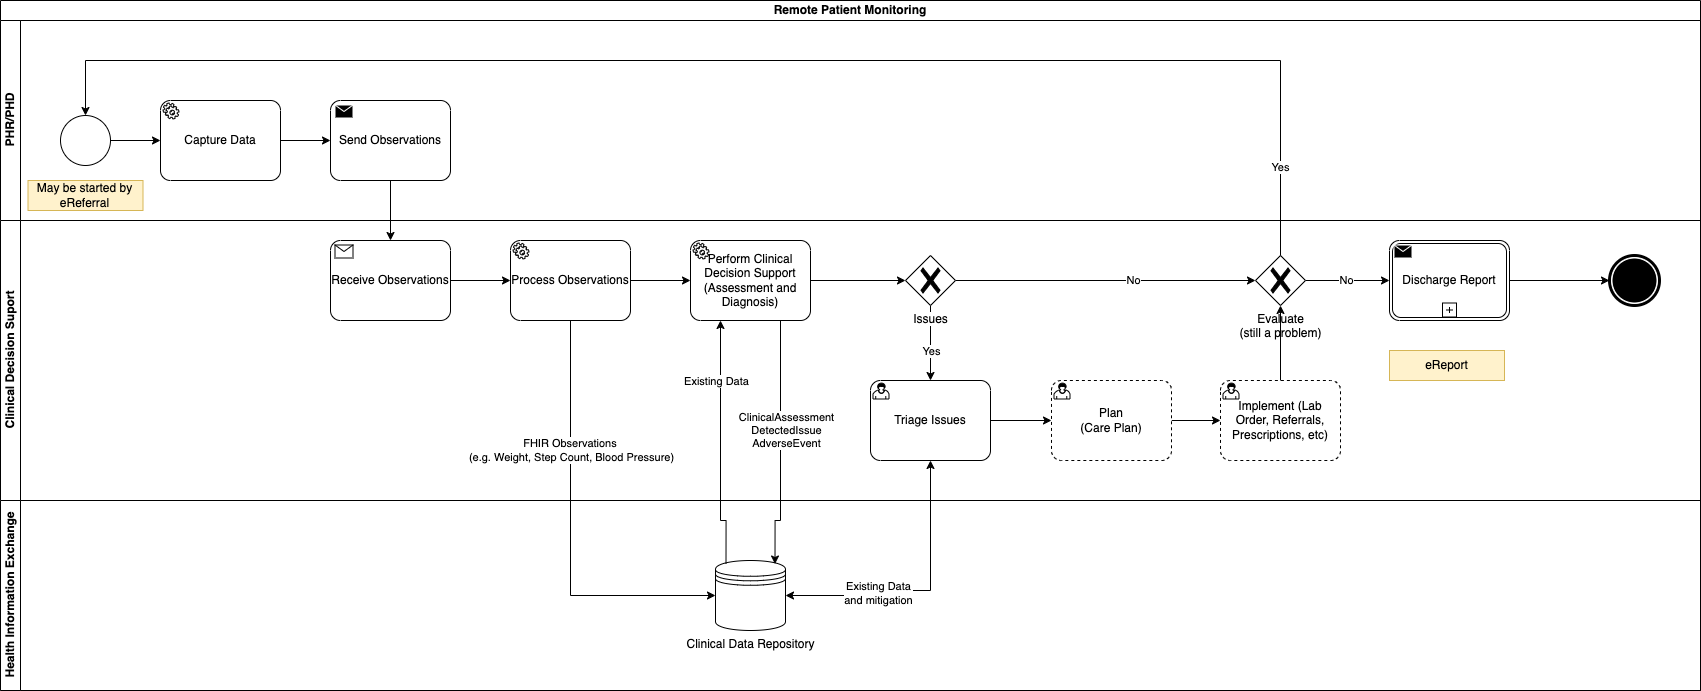 Remote Patient Monitoring
PHR/PHD
Capture Data
Send Observations
May be started by
eReferral
Yes
Clinical Decision Suport
Receive Observations
Process Observations
Perform Clinical
Decision Support
(Assessment and
Diagnosis)
Issues
No
Evaluate
(still a problem)
No
Discharge Report
eReport
Yes
Existing Data
ClinicalAssessment
DetectedIssue
AdverseEvent
FHIR Observations
(e.g. Weight, Step Count, Blood Pressure)
Triage Issues
Plan
(Care Plan)
Implement (Lab
Order, Referrals,
Prescriptions, etc)
Health Information Exchange
Existing Data
and mitigation
Clinical Data Repository